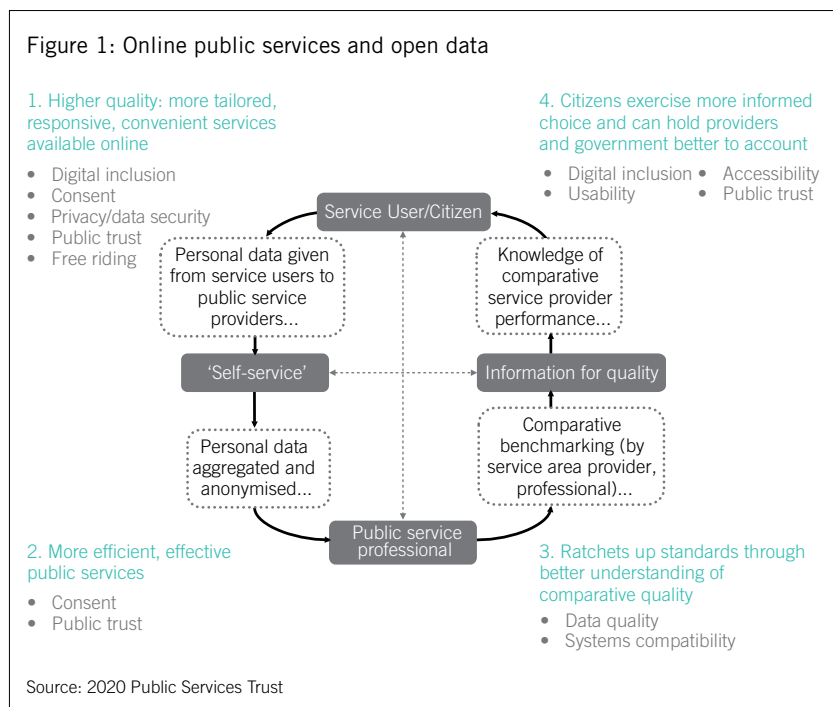 Figure 1: Online public services and open data
1. Higher quality: more tailored,
responsive, convenient services
available online
• Digital inclusion
• Consent
• Privacy/data security
• Public trust
• Free riding
4. Citizens exercise more informed
choice and can hold providers
and government better to account
• Digital inclusion • Accessibility
• Usability • Public trust
Service User/Citizen
Personal data given
from service users to
public service
providers...
Knowledge of
comparative
service provider
performance...
‘Self-service’
Information for quality
Personal data
aggregated and
anonymised...
Comparative
benchmarking (by
service area provider,
professional)...
Public service
professional
2. More efficient, effective
public services
• Consent
• Public trust
3. Ratchets up standards through
better understanding of
comparative quality
• Data quality
• Systems compatibility
Source: 2020 Public Services Trust